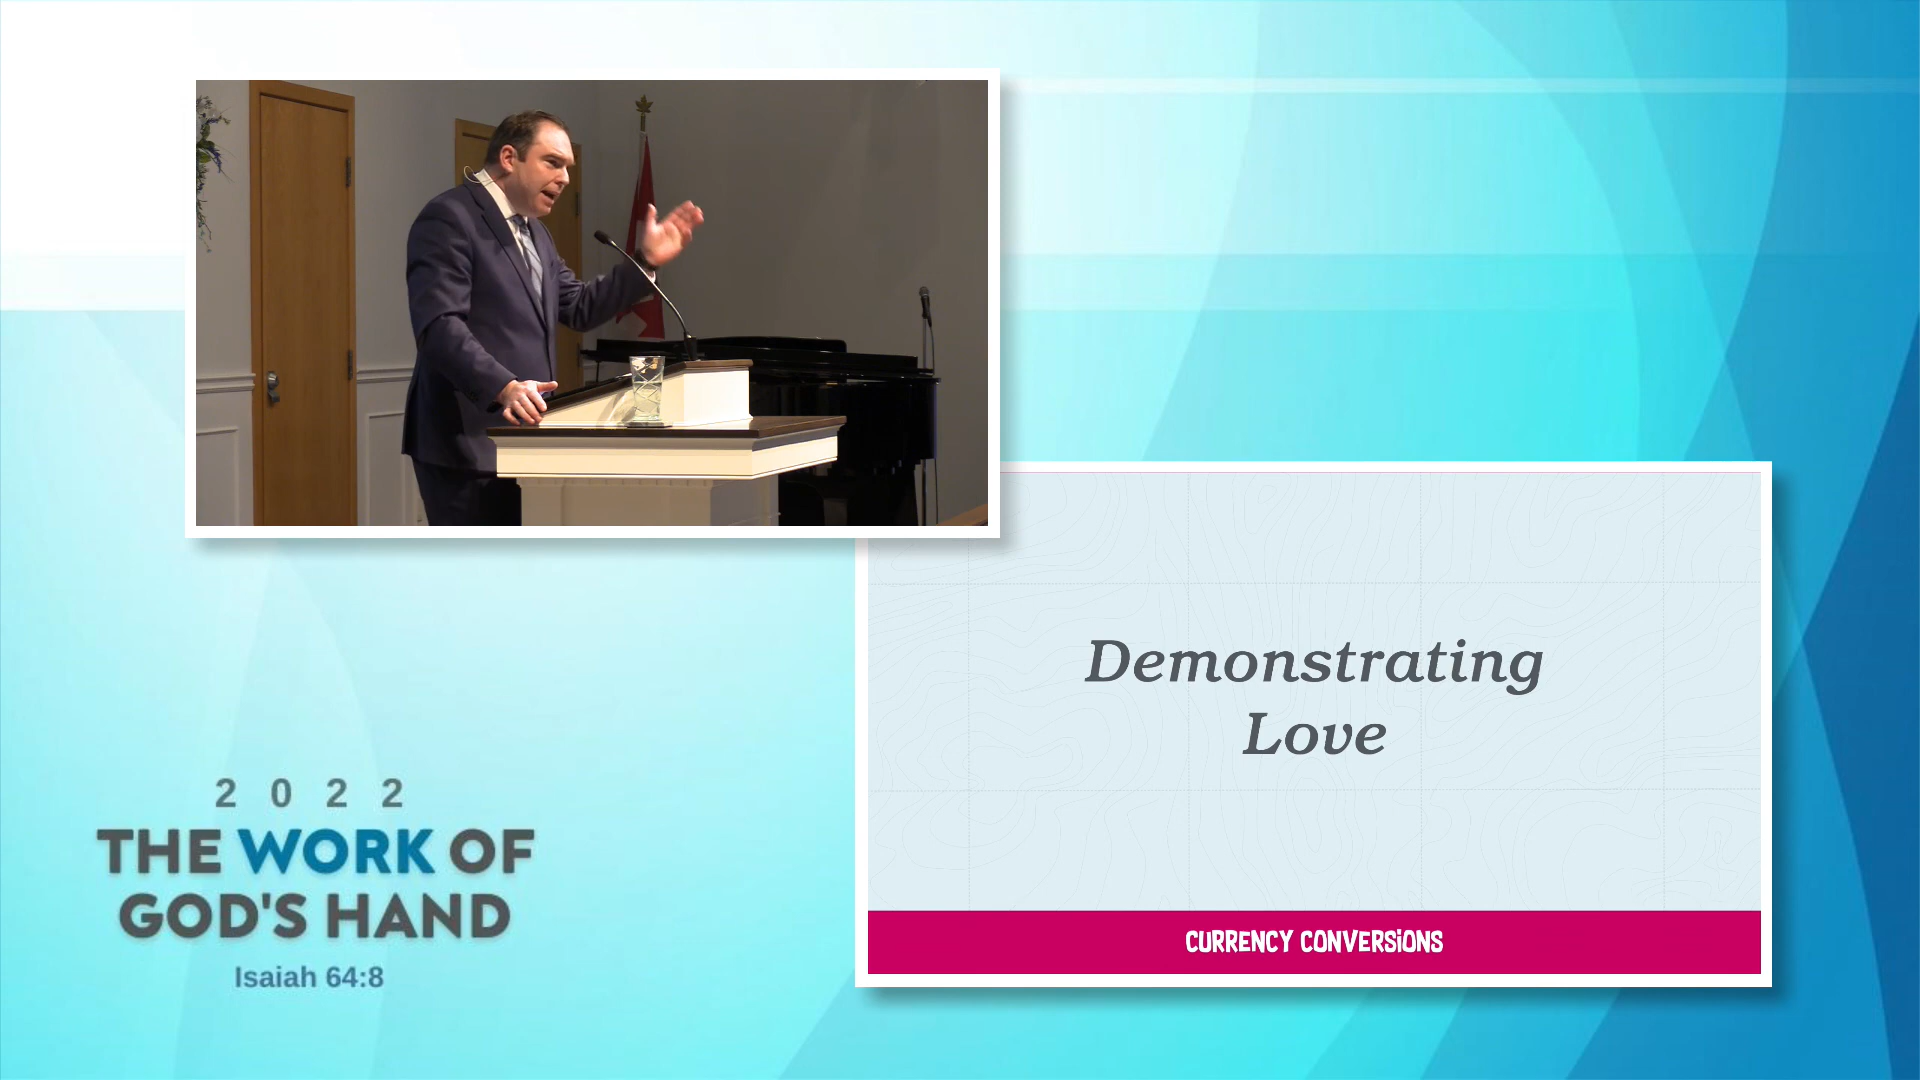 Demonstrating
Love
CURRENCY CONVERSIONS
2022
THE WORK OF
GOD'S HAND
Isaiah 64:8